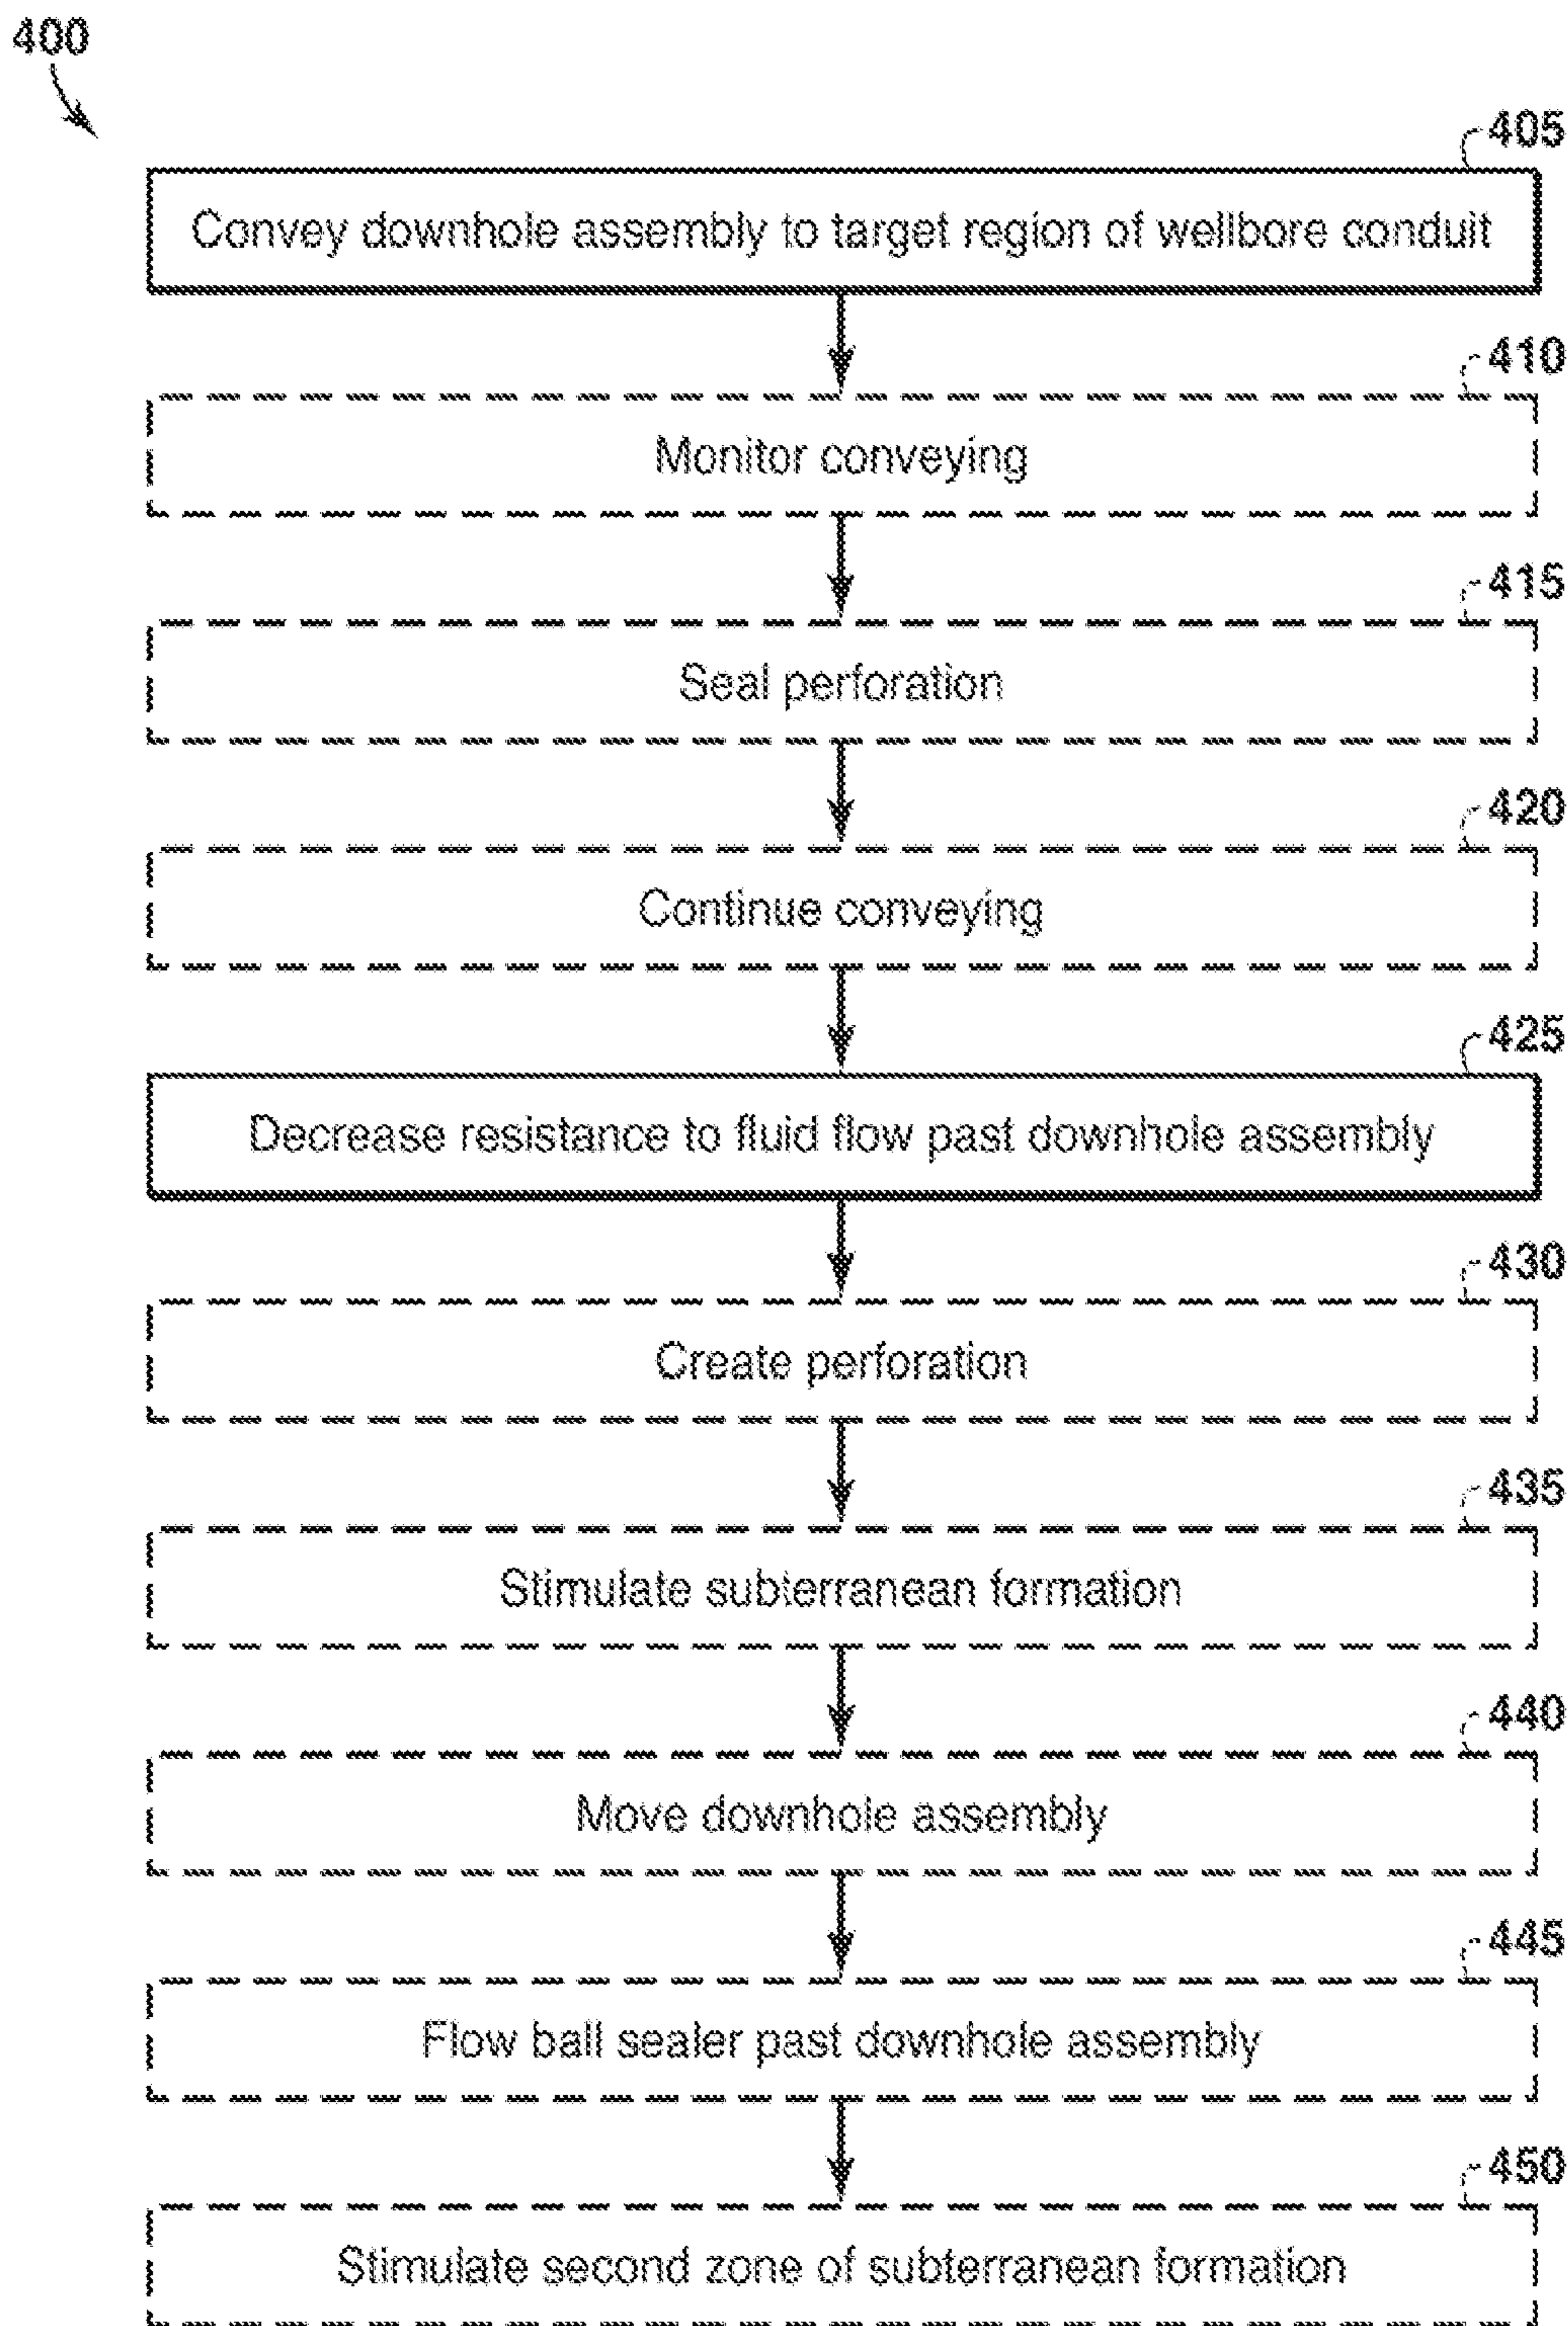 400
405
Convey downhole assembly to target region of wellbore conduit
410
Monitor conveying
415
Seal perforation
420
Continue conveying
425
Decrease resistance to fluid flow past downhole assembly
430
Create perforation
435
Stimulate subterranean formation
440
Move downhole assembly
445
Flow ball sealer past downhole assembly
450
Stimulate second zone of subterranean formation